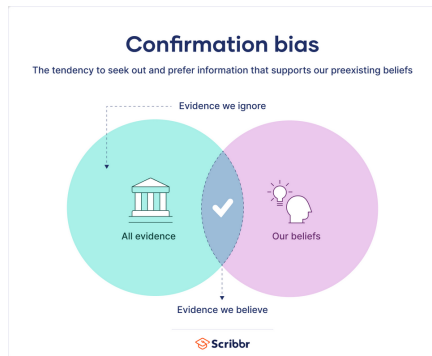 Confirmation bias
The tendency to seek out and prefer information that supports our preexisting beliefs
Evidence we ignore
All evidence
Our beliefs
Evidence we believe
Scribbr